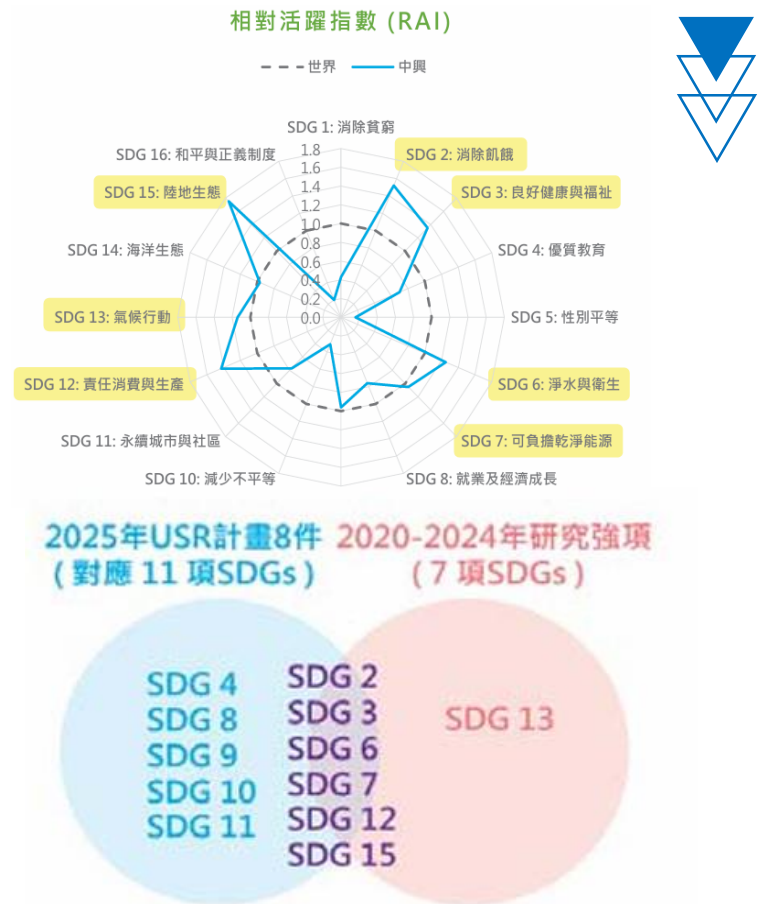 相對活躍指數 (RAI)
世界 中興
SDG 1: 消除貧窮
SDG 2: 消除飢餓
SDG 3: 良好健康與福祉
SDG 4: 優質教育
SDG 5: 性別平等
SDG 6: 淨水與衛生
SDG 7: 可負擔乾淨能源
SDG 8: 就業及經濟成長
SDG 10: 減少不平等
SDG 11: 永續城市與社區
SDG 12: 責任消費與生產
SDG 13: 氣候行動
SDG 14: 海洋生態
SDG 15: 陸地生態
SDG 16: 和平與正義制度
1.8
1.6
1.4
1.2
1.0
0.8
0.6
0.4
0.2
0.0
2025年USR計畫8件
(對應 11 項SDGs)
2020-2024年研究強項
(7 項SDGs)
SDG 4
SDG 8
SDG 9
SDG 10
SDG 11
SDG 2
SDG 3
SDG 6
SDG 7
SDG 12
SDG 15
SDG 13